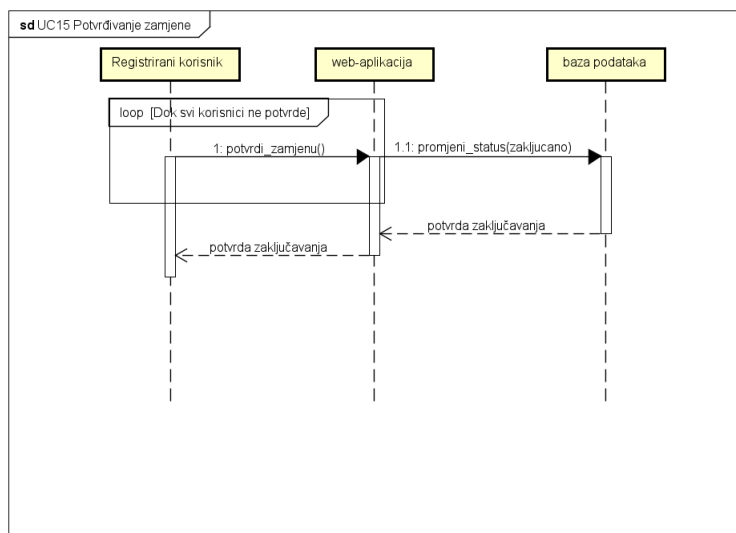 sd UC15 Potvrđivanje zamjene
Registrirani korisnik
web-aplikacija
baza podataka
loop [Dok svi korisnici ne potvrde]
1: potvrdi_zamjenu()
1.1: promjeni_status(zakljucano)
potvrda zaključavanja
potvrda zaključavanja